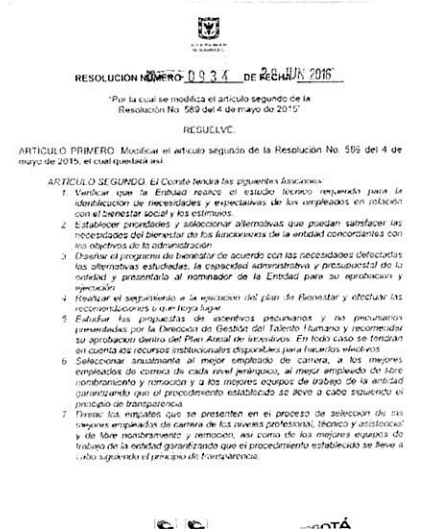 RESOLUCION NÚMERO 0934 DE FECHA 20 JUN 2016
"Por la cual se modifica el artículo segundo de la
Resolución No. 589 del 4 de mayo de 2015"
RESUELVE:
ARTÍCULO PRIMERO. Modificar el artículo segundo de la Resolución No. 589 del 4 de
mayo de 2015, el cual quedará así:
ARTÍCULO SEGUNDO. El Comité tendrá las siguientes funciones:
1. Verificar que la Entidad realice el estudio técnico requerido para la
identificación de necesidades y expectativas de los empleados en relación
con el bienestar social y los estímulos.
2. Establecer prioridades y seleccionar alternativas que puedan satisfacer las
necesidades del bienestar de los funcionarios de la entidad concordantes con
los objetivos de la administración
3. Diseñar el programa de bienestar de acuerdo con las necesidades detectadas
las alternativas estudiadas, la capacidad administrativa y presupuestal de la
entidad y presentarla al nominador de la Entidad para su aprobación y
ejecución
4. Realizar el seguimiento a la ejecución del plan de Bienestar y efectuar las
recomendaciones a que haya lugar
5. Estudiar las propuestas de incentivos pecuniarios y no pecuniarios
presentadas por la Dirección de Gestión del Talento Humano y recomendar
su aprobación dentro del Plan Anual de Incentivos. En todo caso se tendrán
en cuenta los recursos institucionales disponibles para hacerlos efectivos
6. Seleccionar anualmente al mejor empleado de carrera, a los mejores
empleados de carrera de cada nivel jerárquico, al mejor empleado de libre
nombramiento y remoción y a los mejores equipos de trabajo de la entidad
garantizando que el procedimiento establecido se lleve a cabo siguiendo el
principio de transparencia
7. Dirimir los empates que se presenten en el proceso de selección de los
mejores empleados de carrera de los niveles profesional, técnico y asistencial
y de libre nombramiento y remoción, así como de los mejores equipos de
trabajo de la entidad garantizando que el procedimiento establecido se lleve a
cabo siguiendo el principio de transparencia.
BOGOTÁ